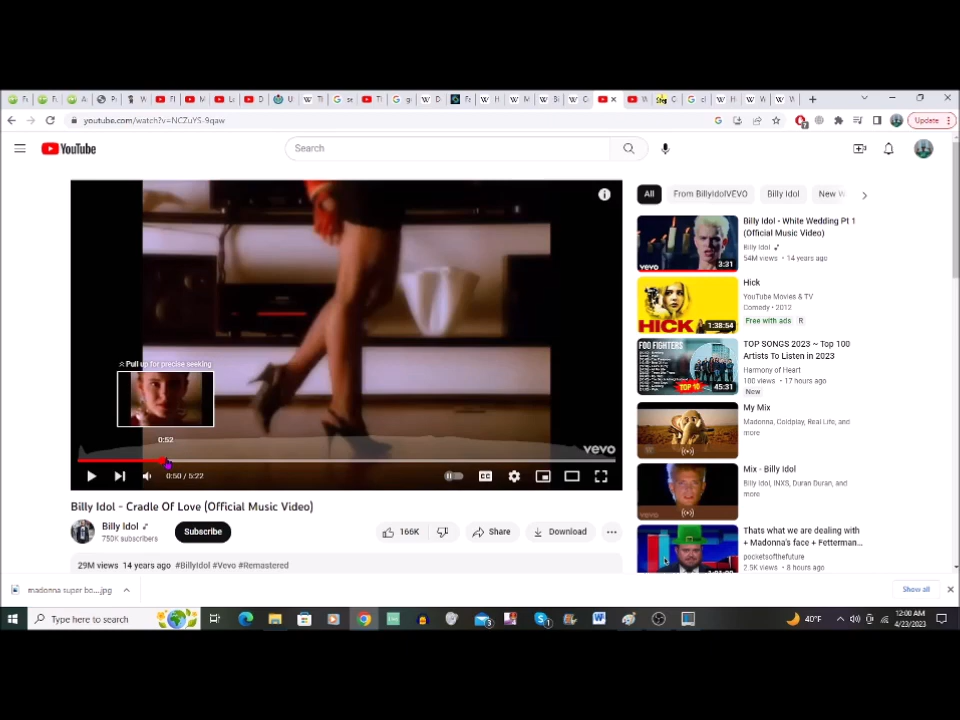 youtube.com/watch?v=NCZuYS-9qaw
Update
YouTube
Search
Pull up for precise seeking
0:52
vevo
0:50 / 5:22
CC
Billy Idol - Cradle Of Love (Official Music Video)
Billy Idol
750K subscribers
Subscribe
166K
Share
Download
29M views 14 years ago #BillyIdol #Vevo #Remastered
All
From BillyIdolVEVO
Billy Idol
New W
vevo
3:31
Billy Idol - White Wedding Pt 1
(Official Music Video)
Billy Idol
54M views • 14 years ago
HICK
1:38:54
Hick
YouTube Movies & TV
Comedy • 2012
Free with ads R
FOO FIGHTERS
TOP 10
45:31
TOP SONGS 2023 ~ Top 100
Artists To Listen in 2023
Harmony of Heart
100 views • 17 hours ago
New
My Mix
Madonna, Coldplay, Real Life, and
more
Mix - Billy Idol
Billy Idol, INXS, Duran Duran, and
more
Thats what we are dealing with
+ Madonna's face + Fetterman...
pocketsofthefuture
2.5K views • 8 hours ago
madonna super bo....jpg
Show all
Type here to search
40°F
12:00 AM
4/23/2023